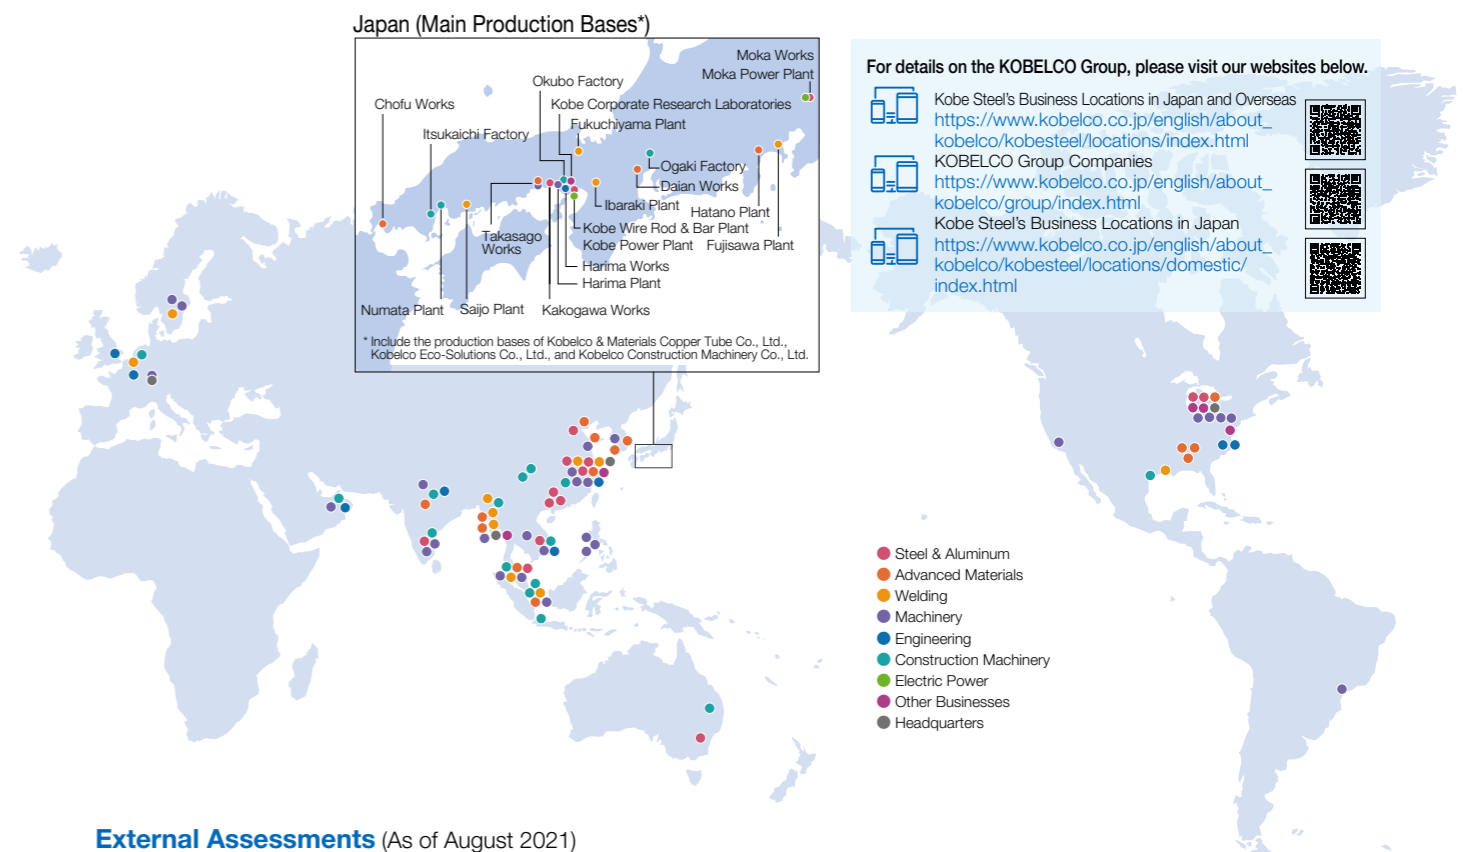 Japan (Main Production Bases*)
Moka Works
Moka Power Plant
Okubo Factory
Chofu Works
Kobe Corporate Research Laboratories
Fukuchiyama Plant
Itsukaichi Factory
Ogaki Factory
Daian Works
Ibaraki Plant
Hatano Plant
Kobe Wire Rod & Bar Plant
Takasago
Works
Kobe Power Plant
Fujisawa Plant
Harima Works
Harima Plant
Numata Plant
Saijo Plant
Kakogawa Works
* Include the production bases of Kobelco & Materials Copper Tube Co., Ltd.,
Kobelco Eco-Solutions Co., Ltd., and Kobelco Construction Machinery Co., Ltd.
For details on the KOBELCO Group, please visit our websites below.
Kobe Steel's Business Locations in Japan and Overseas
https://www.kobelco.co.jp/english/about_
kobelco/kobesteel/locations/index.html
KOBELCO Group Companies
https://www.kobelco.co.jp/english/about_
kobelco/group/index.html
Kobe Steel's Business Locations in Japan
https://www.kobelco.co.jp/english/about_
kobelco/kobesteel/locations/domestic/
index.html
Steel & Aluminum
Advanced Materials
Welding
Machinery
Engineering
Construction Machinery
Electric Power
Other Businesses
Headquarters
External Assessments (As of August 2021)